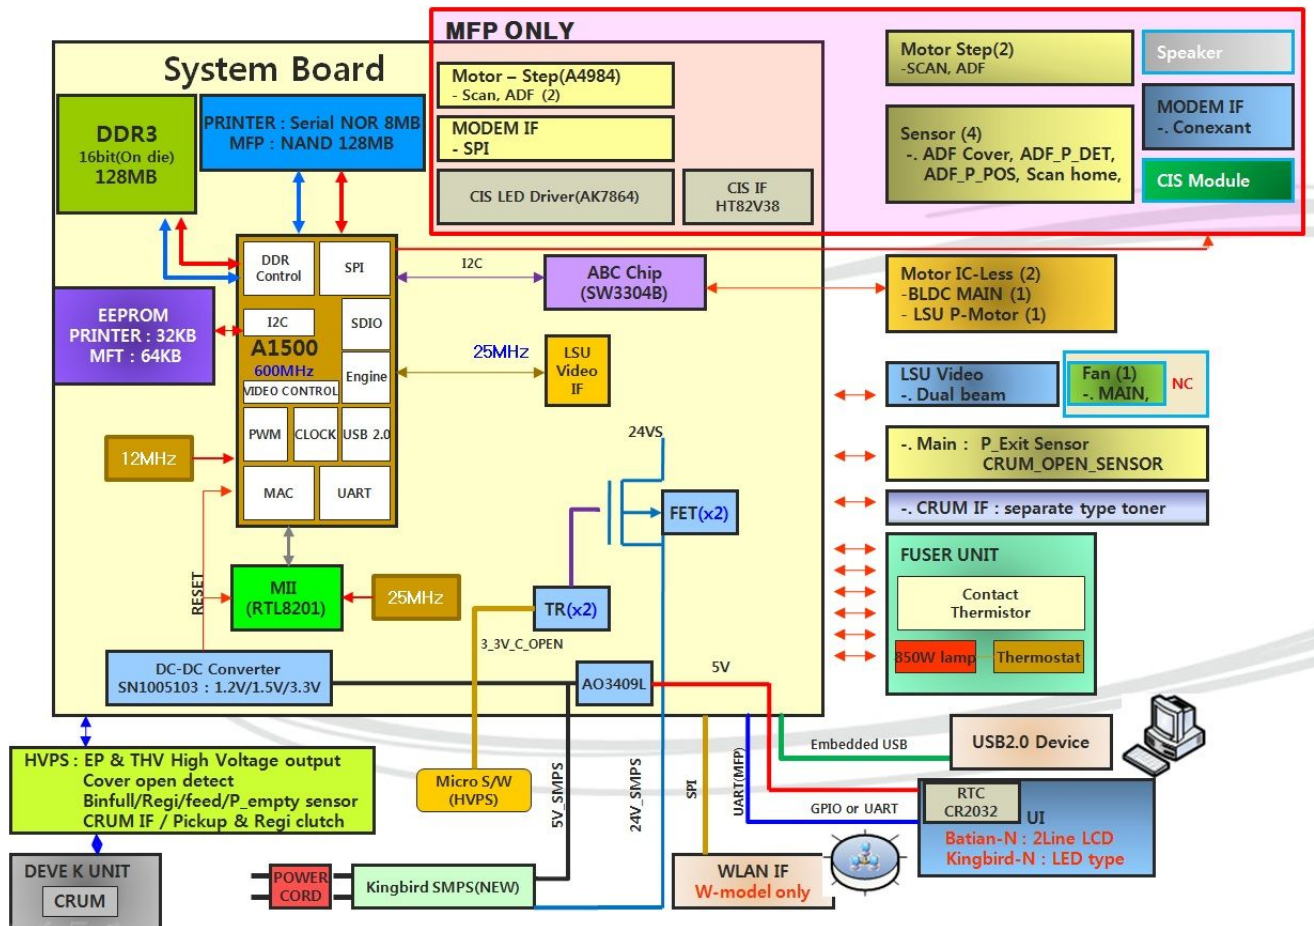 MFP ONLY
System Board
DDR3
16bit(On die)
128MB
PRINTER : Serial NOR 8MB
MFP : NAND 128MB
Motor – Step(A4984)
- Scan, ADF (2)
MODEM IF
- SPI
CIS LED Driver(AK7864)
CIS IF
HT82V38
Motor Step(2)
-SCAN, ADF
Speaker
Sensor (4)
-. ADF Cover, ADF_P_DET,
ADF_P_POS, Scan home,
MODEM IF
-. Conexant
CIS Module
DDR
Control
SPI
I2C
SDIO
A1500
600MHz
Engine
VIDEO CONTROL
PWM
CLOCK
USB 2.0
MAC
UART
EEPROM
PRINTER : 32KB
MFT : 64KB
I2C
ABC Chip
(SW3304B)
Motor IC-Less (2)
-BLDC MAIN (1)
- LSU P-Motor (1)
25MHz
LSU
Video
IF
LSU Video
-. Dual beam
Fan (1)
-. MAIN,
NC
12MHz
24VS
-. Main : P_Exit Sensor
CRUM_OPEN_SENSOR
FET(x2)
-. CRUM IF : separate type toner
RESET
MII
(RTL8201)
25MHz
TR(x2)
3_3V_C_OPEN
FUSER UNIT
Contact
Thermistor
850W lamp
Thermostat
DC-DC Converter
SN1005103 : 1.2V/1.5V/3.3V
AO3409L
5V
HVPS : EP & THV High Voltage output
Cover open detect
Binfull/Regi/feed/P_empty sensor
CRUM IF / Pickup & Regi clutch
Micro S/W
(HVPS)
5V_SMPS
24V_SMPS
SPI
UART(MFP)
Embedded USB
USB2.0 Device
GPIO or UART
RTC
CR2032
UI
Batian-N : 2Line LCD
Kingbird-N : LED type
DEVE K UNIT
CRUM
POWER
CORD
Kingbird SMPS(NEW)
WLAN IF
W-model only